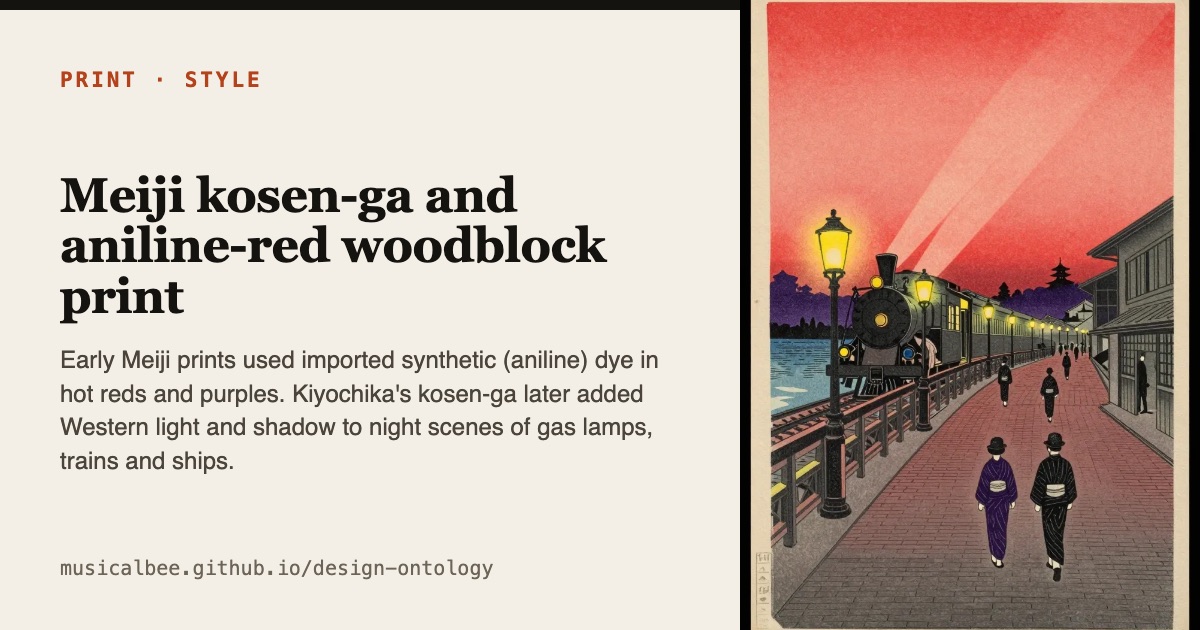 PRINT · STYLE
Meiji kosen-ga and
aniline-red woodblock
print
Early Meiji prints used imported synthetic (aniline) dye in
hot reds and purples. Kiyochika's kosen-ga later added
Western light and shadow to night scenes of gas lamps,
trains and ships.
musicalbee.github.io/design-ontology